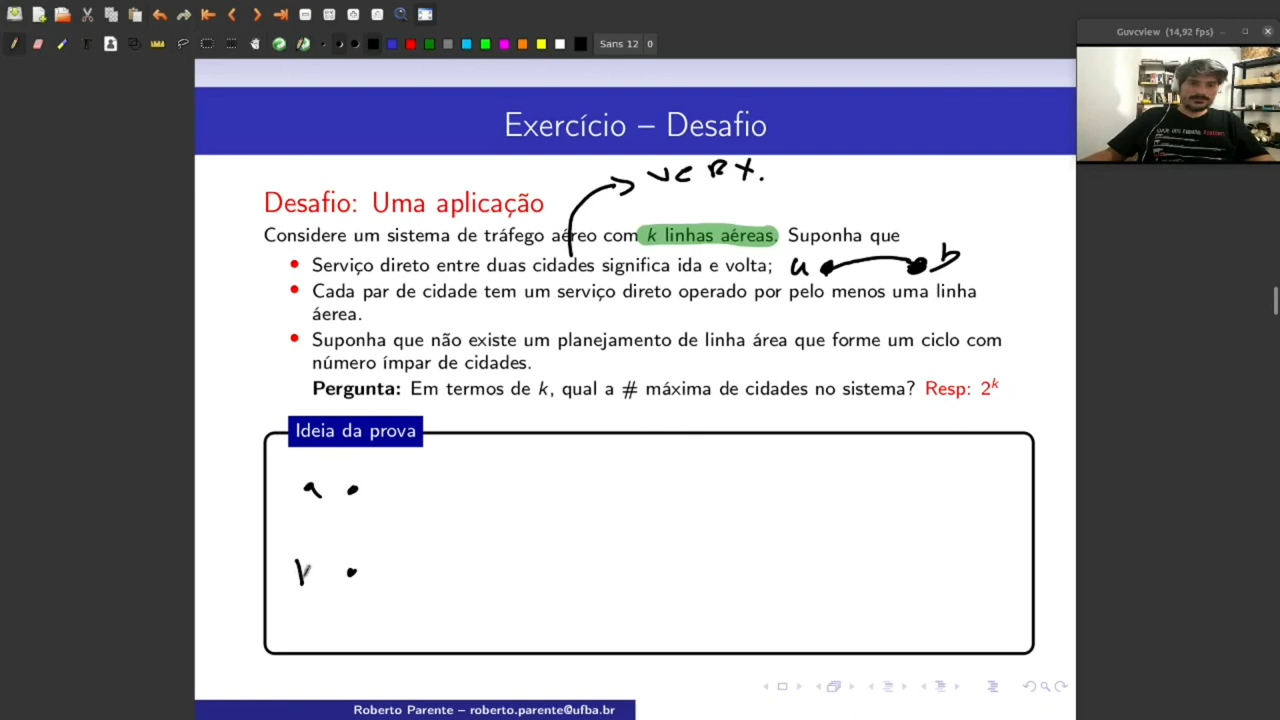 Sans 12 0
Guvcview (14,92 fps)
Exercício – Desafio
vert.
Desafio: Uma aplicação
Considere um sistema de tráfego aéreo com k linhas aéreas. Suponha que
Serviço direto entre duas cidades significa ida e volta; a b
Cada par de cidade tem um serviço direto operado por pelo menos uma linha
áerea.
Suponha que não existe um planejamento de linha área que forme um ciclo com
número ímpar de cidades.
Pergunta: Em termos de k, qual a # máxima de cidades no sistema? Resp: 2^k
Ideia da prova
a
Roberto Parente – roberto.parente@ufba.br